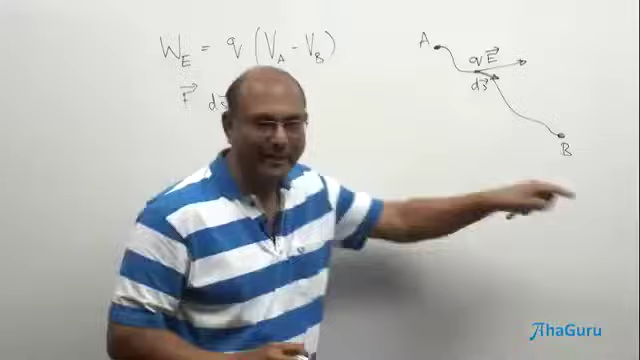 W_E = q (V_A - V_B)
A
qE⃗
F⃗ ds⃗
ds⃗
B
AhaGuru